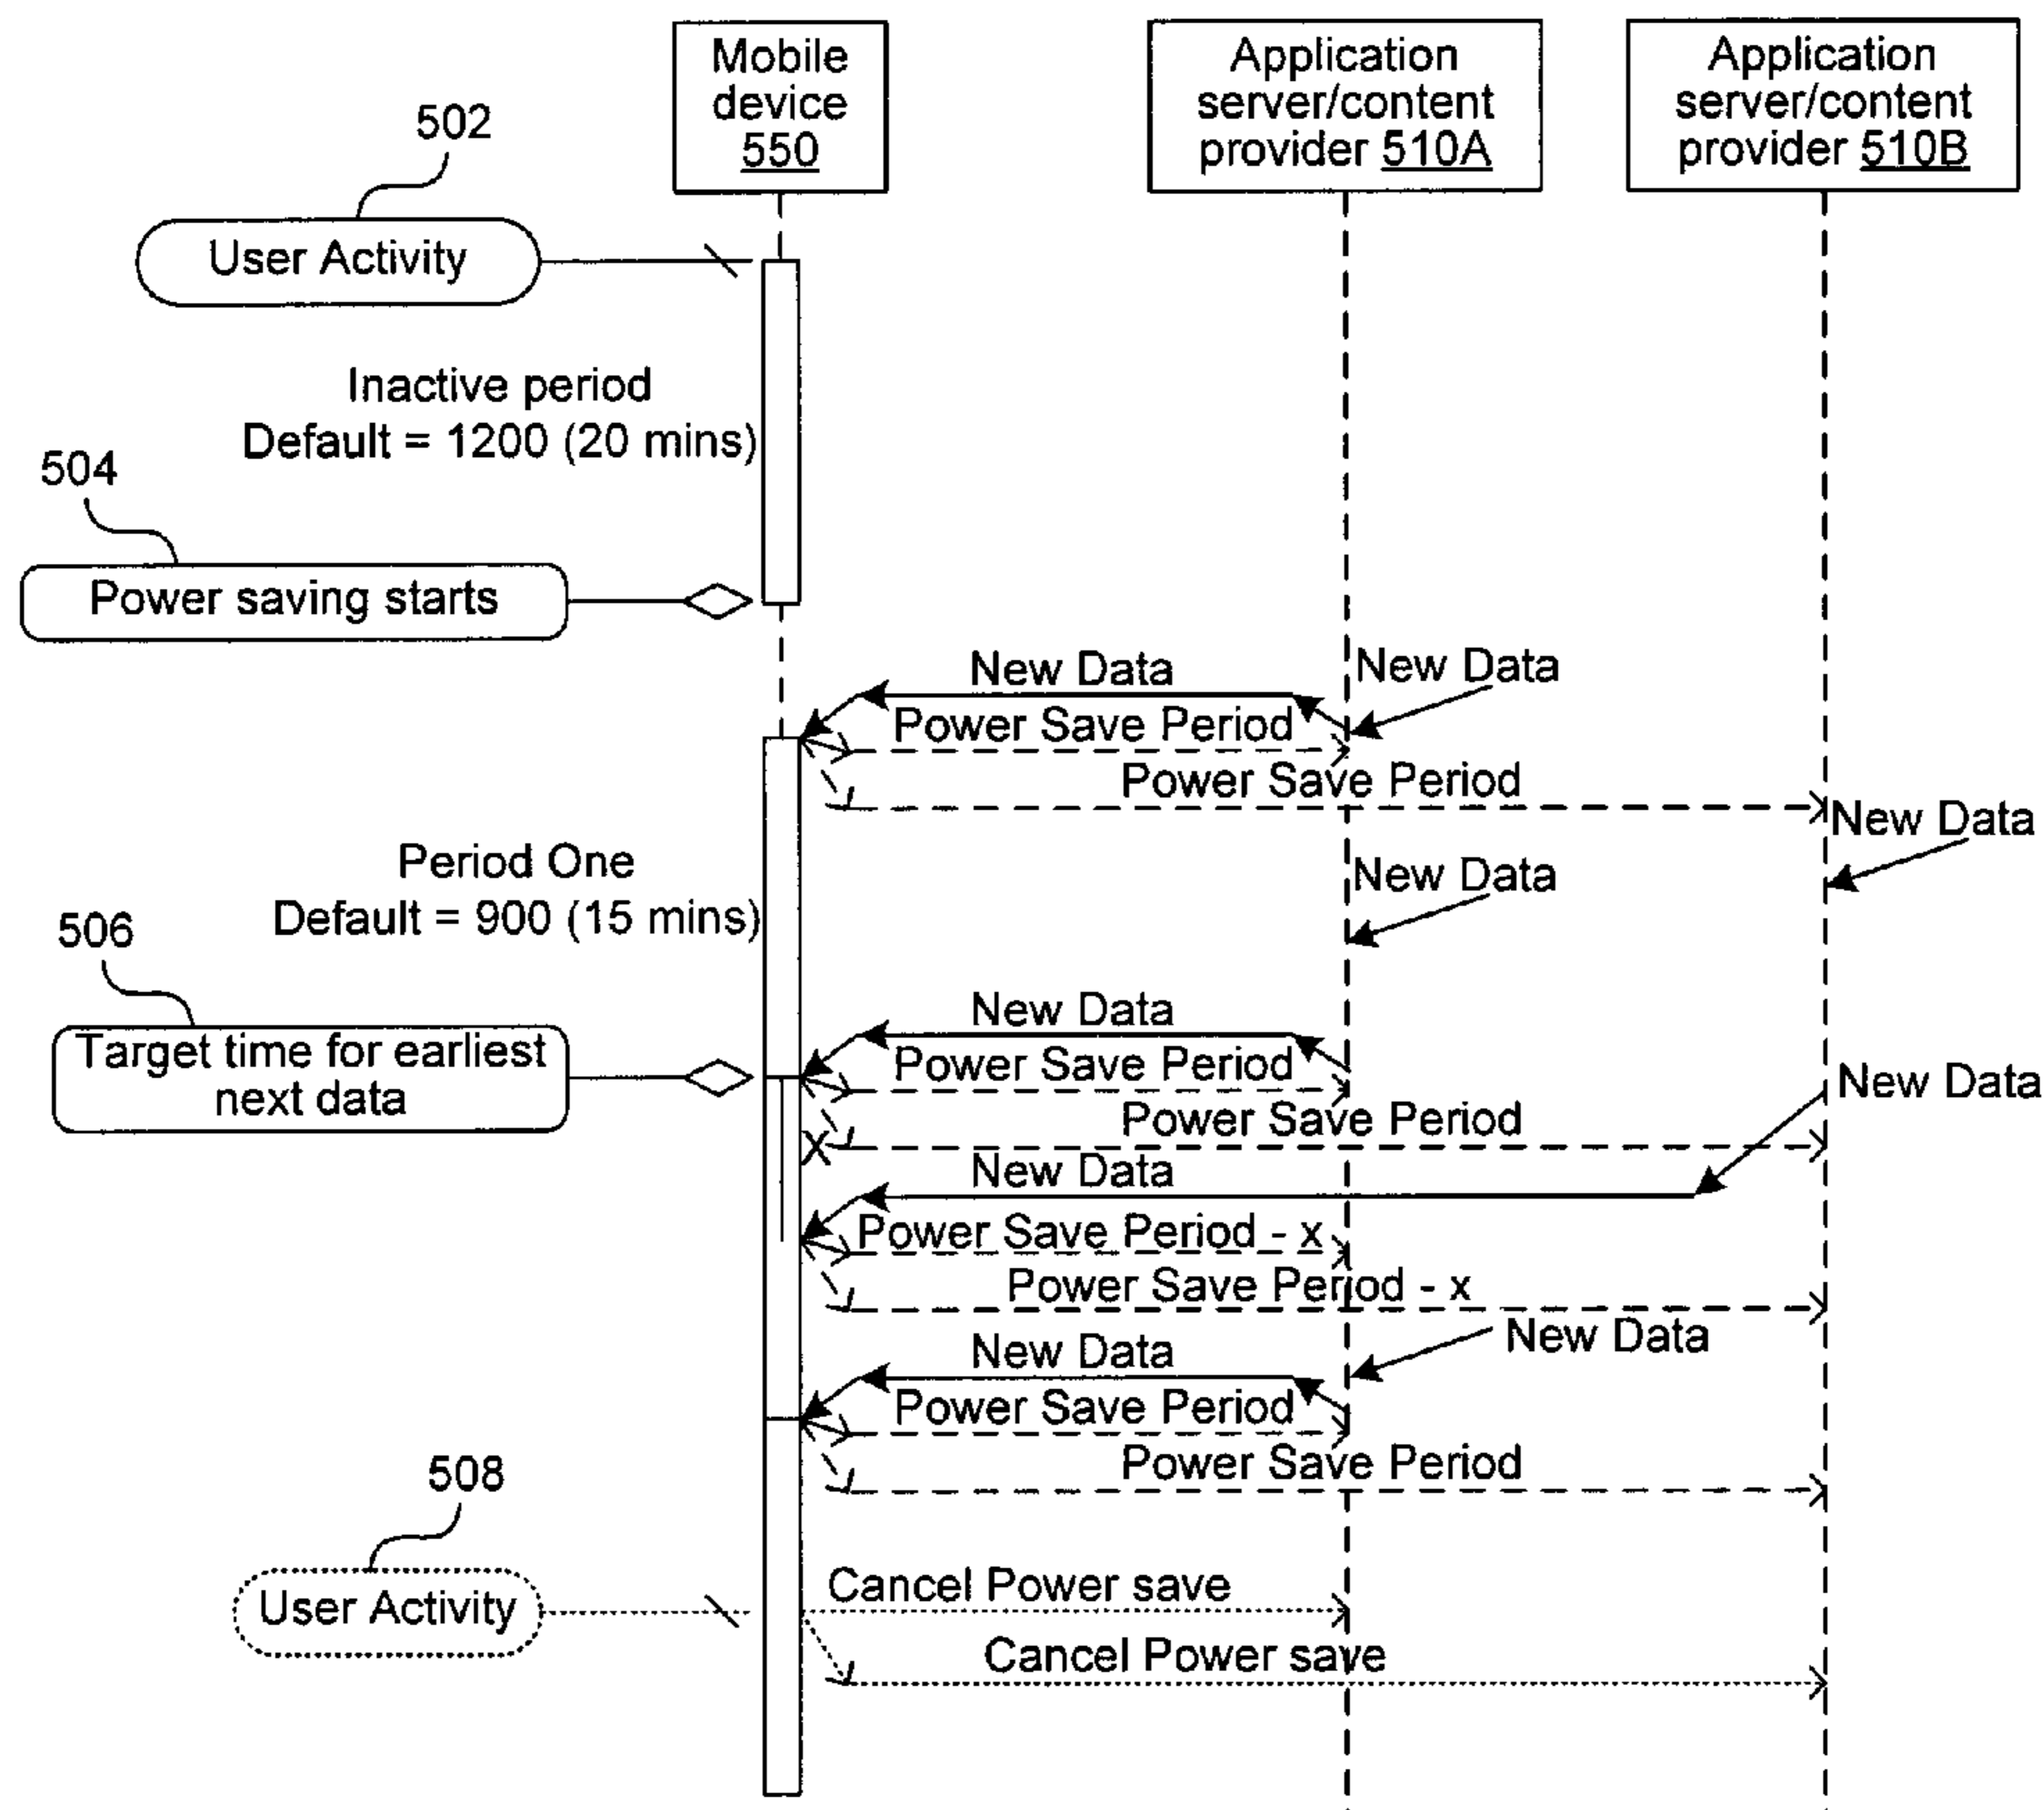 Mobile
device
550
Application
server/content
provider 510A
Application
server/content
provider 510B
502
User Activity
Inactive period
Default = 1200 (20 mins)
504
Power saving starts
New Data
New Data
Power Save Period
Power Save Period
New Data
Period One
Default = 900 (15 mins)
New Data
506
Target time for earliest
next data
New Data
Power Save Period
New Data
Power Save Period
X
New Data
Power Save Period - x
Power Save Period - x
New Data
New Data
Power Save Period
Power Save Period
508
User Activity
Cancel Power save
Cancel Power save